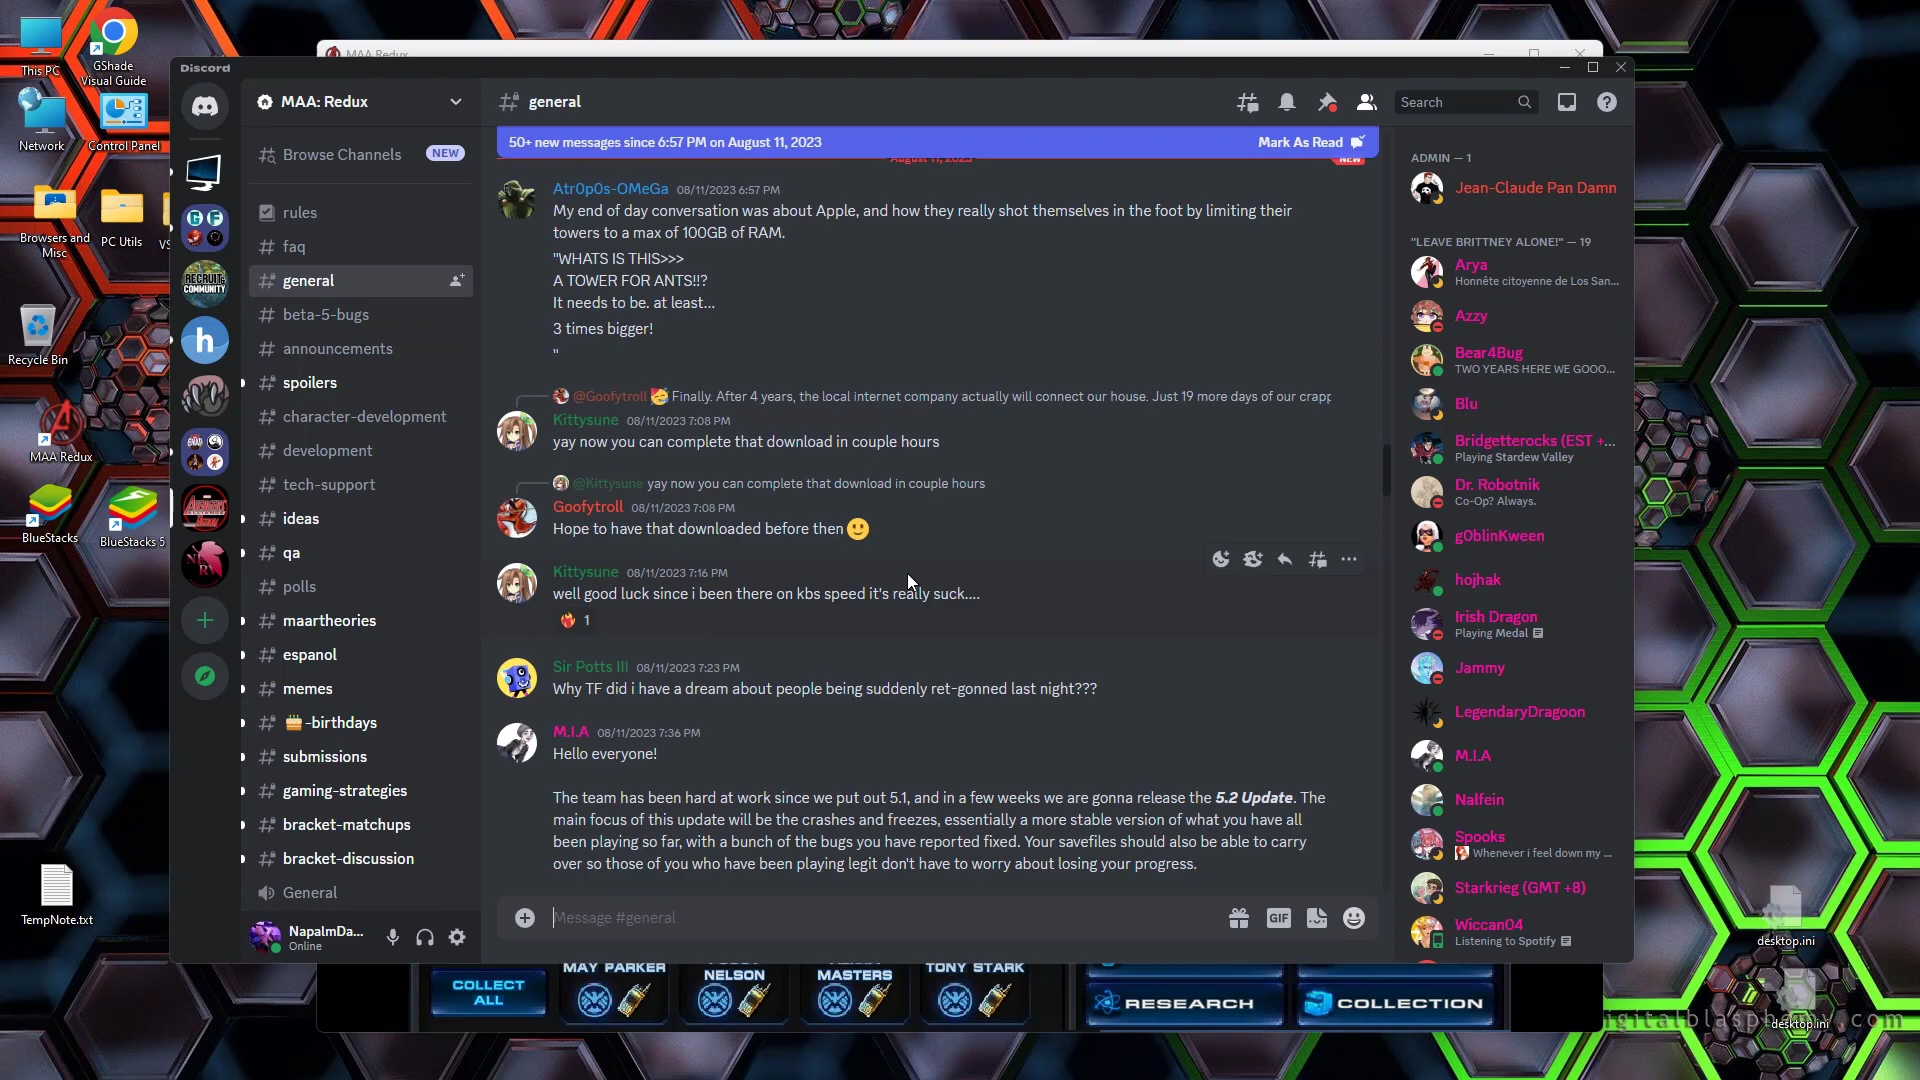 This PC
GShade
Visual Guide
Network
Control Panel
Browsers and
Misc
PC Utils
Recycle Bin
MAA Redux
BlueStacks
BlueStacks 5
TempNote.txt
MAA Redux
Discord
MAA: Redux
Browse Channels
NEW
rules
faq
general
beta-5-bugs
announcements
spoilers
character-development
development
tech-support
ideas
qa
polls
maartheories
espanol
memes
-birthdays
submissions
gaming-strategies
bracket-matchups
bracket-discussion
General
NapalmDa...
Online
RECRUIT&
COMMUNITY
general
Search
50+ new messages since 6:57 PM on August 11, 2023
Mark As Read
August 11, 2023
NEW
Atr0p0s-OMeGa 08/11/2023 6:57 PM
My end of day conversation was about Apple, and how they really shot themselves in the foot by limiting their
towers to a max of 100GB of RAM.
"WHATS IS THIS>>>
A TOWER FOR ANTS!!?
It needs to be. at least...
3 times bigger!
"
@Goofytroll 🥳 Finally. After 4 years, the local internet company actually will connect our house. Just 19 more days of our crapp
Kittysune 08/11/2023 7:08 PM
yay now you can complete that download in couple hours
@Kittysune yay now you can complete that download in couple hours
Goofytroll 08/11/2023 7:08 PM
Hope to have that downloaded before then 🙂
Kittysune 08/11/2023 7:16 PM
well good luck since i been there on kbs speed it's really suck....
1
Sir Potts III 08/11/2023 7:23 PM
Why TF did i have a dream about people being suddenly ret-gonned last night???
M.I.A 08/11/2023 7:36 PM
Hello everyone!
The team has been hard at work since we put out 5.1, and in a few weeks we are gonna release the 5.2 Update. The
main focus of this update will be the crashes and freezes, essentially a more stable version of what you have all
been playing so far, with a bunch of the bugs you have reported fixed. Your savefiles should also be able to carry
over so those of you who have been playing legit don't have to worry about losing your progress.
Message #general
GIF
ADMIN — 1
Jean-Claude Pan Damn
"LEAVE BRITTNEY ALONE!" — 19
Arya
Honnête citoyenne de Los San...
Azzy
Bear4Bug
TWO YEARS HERE WE GOOO...
Blu
Bridgetterocks (EST +...
Playing Stardew Valley
Dr. Robotnik
Co-Op? Always.
g0blinKween
hojhak
Irish Dragon
Playing Medal
Jammy
LegendaryDragoon
M.I.A
Nalfein
Spooks
Whenever i feel down my ...
Starkrieg (GMT +8)
Wiccan04
Listening to Spotify
COLLECT
ALL
MAY PARKER
NELSON
MASTERS
TONY STARK
RESEARCH
COLLECTION
desktop.ini
desktop.ini